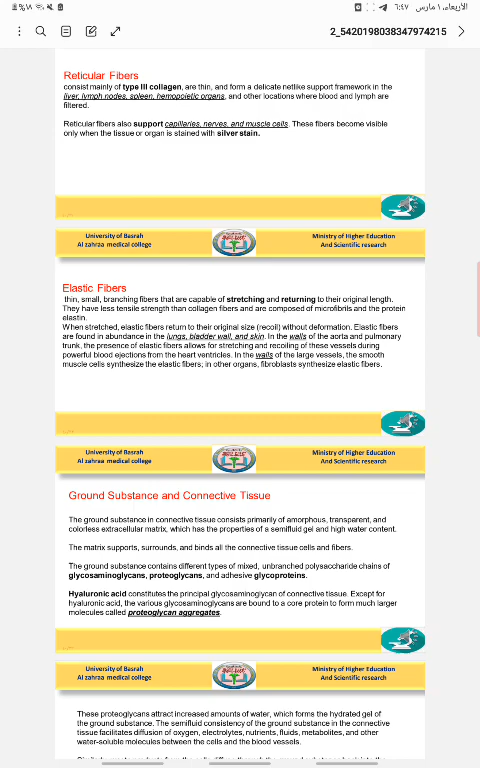 الأربعاء، ١ مارس ٦:٤٧
%٩٨
2_5420198038347974215
Reticular Fibers
consist mainly of type III collagen, are thin, and form a delicate netlike support framework in the
liver, lymph nodes, spleen, hemopoietic organs, and other locations where blood and lymph are
filtered.
Reticular fibers also support capillaries, nerves, and muscle cells. These fibers become visible
only when the tissue or organ is stained with silver stain.
University of Basrah
Al zahraa medical college
Ministry of Higher Education
And Scientific research
Elastic Fibers
thin, small, branching fibers that are capable of stretching and returning to their original length.
They have less tensile strength than collagen fibers and are composed of microfibrils and the protein
elastin.
When stretched, elastic fibers return to their original size (recoil) without deformation. Elastic fibers
are found in abundance in the lungs, bladder wall, and skin. In the walls of the aorta and pulmonary
trunk, the presence of elastic fibers allows for stretching and recoiling of these vessels during
powerful blood ejections from the heart ventricles. In the walls of the large vessels, the smooth
muscle cells synthesize the elastic fibers; in other organs, fibroblasts synthesize elastic fibers.
University of Basrah
Al zahraa medical college
Ministry of Higher Education
And Scientific research
Ground Substance and Connective Tissue
The ground substance in connective tissue consists primarily of amorphous, transparent, and
colorless extracellular matrix, which has the properties of a semifluid gel and high water content.
The matrix supports, surrounds, and binds all the connective tissue cells and fibers.
The ground substance contains different types of mixed, unbranched polysaccharide chains of
glycosaminoglycans, proteoglycans, and adhesive glycoproteins.
Hyaluronic acid constitutes the principal glycosaminoglycan of connective tissue. Except for
hyaluronic acid, the various glycosaminoglycans are bound to a core protein to form much larger
molecules called proteoglycan aggregates.
University of Basrah
Al zahraa medical college
Ministry of Higher Education
And Scientific research
These proteoglycans attract increased amounts of water, which forms the hydrated gel of
the ground substance. The semifluid consistency of the ground substance in the connective
tissue facilitates diffusion of oxygen, electrolytes, nutrients, fluids, metabolites, and other
water-soluble molecules between the cells and the blood vessels.